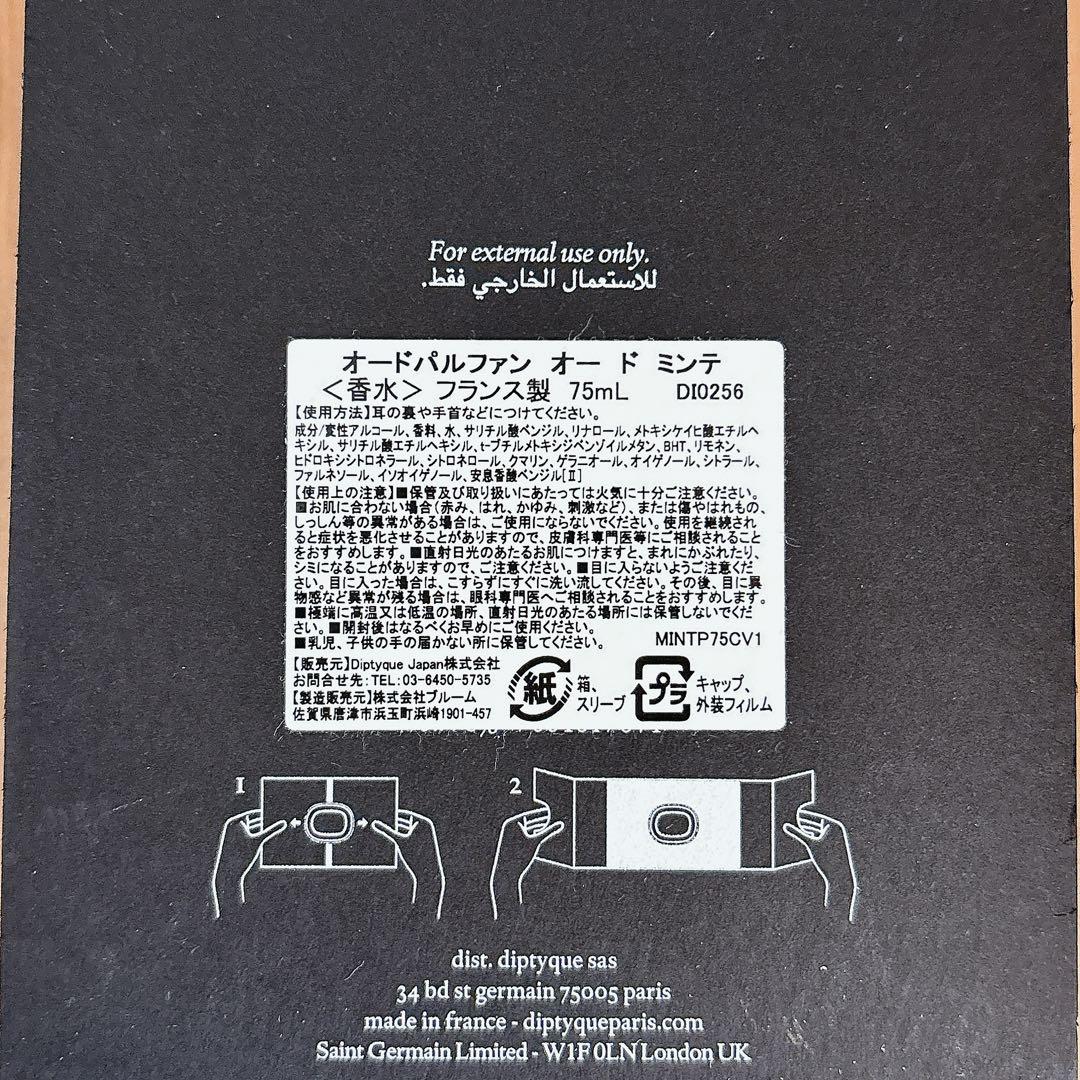 For external use only.
للاستعمال الخارجي فقط.
オードパルファン オー ド ミンテ
＜香水＞ フランス製 75mL DI0256
【使用方法】耳の裏や手首などにつけてください。
成分/変性アルコール、香料、水、サリチル酸ベンジル、リナロール、メトキシケイヒ酸エチルヘ
キシル、サリチル酸エチルヘキシル、t-ブチルメトキシジベンゾイルメタン、BHT、リモネン、
ヒドロキシシトロネラール、シトロネロール、クマリン、ゲラニオール、オイゲノール、シトラール、
ファルネソール、イソオイゲノール、安息香酸ベンジル[Ⅱ]
【使用上の注意】■保管及び取り扱いにあたっては火気に十分ご注意ください。
■お肌に合わない場合(赤み、はれ、かゆみ、刺激など)、または傷やはれもの、
しっしん等の異常がある場合は、ご使用にならないでください。使用を継続され
ると症状を悪化させることがありますので、皮膚科専門医等にご相談されること
をおすすめします。■直射日光のあたるお肌につけますと、まれにかぶれたり、
シミになることがありますので、ご注意ください。■目に入らないようご注意くだ
さい。目に入った場合は、こすらずにすぐに洗い流してください。その後、目に異
物感など異常が残る場合は、眼科専門医へご相談されることをおすすめします。
■極端に高温又は低温の場所、直射日光のあたる場所には保管しないでくだ
さい。■開封後はなるべくお早めにご使用ください。
■乳児、子供の手の届かない所に保管してください。 MINTP75CV1
【販売元】Diptyque Japan株式会社
お問合せ先:TEL:03-6450-5735
【製造販売元】株式会社ブルーム
佐賀県唐津市浜玉町浜崎1901-457
紙 箱、
スリーブ
プラ キャップ、
外装フィルム
1 2
dist. diptyque sas
34 bd st germain 75005 paris
made in france - diptyqueparis.com
Saint Germain Limited - W1F 0LN London UK